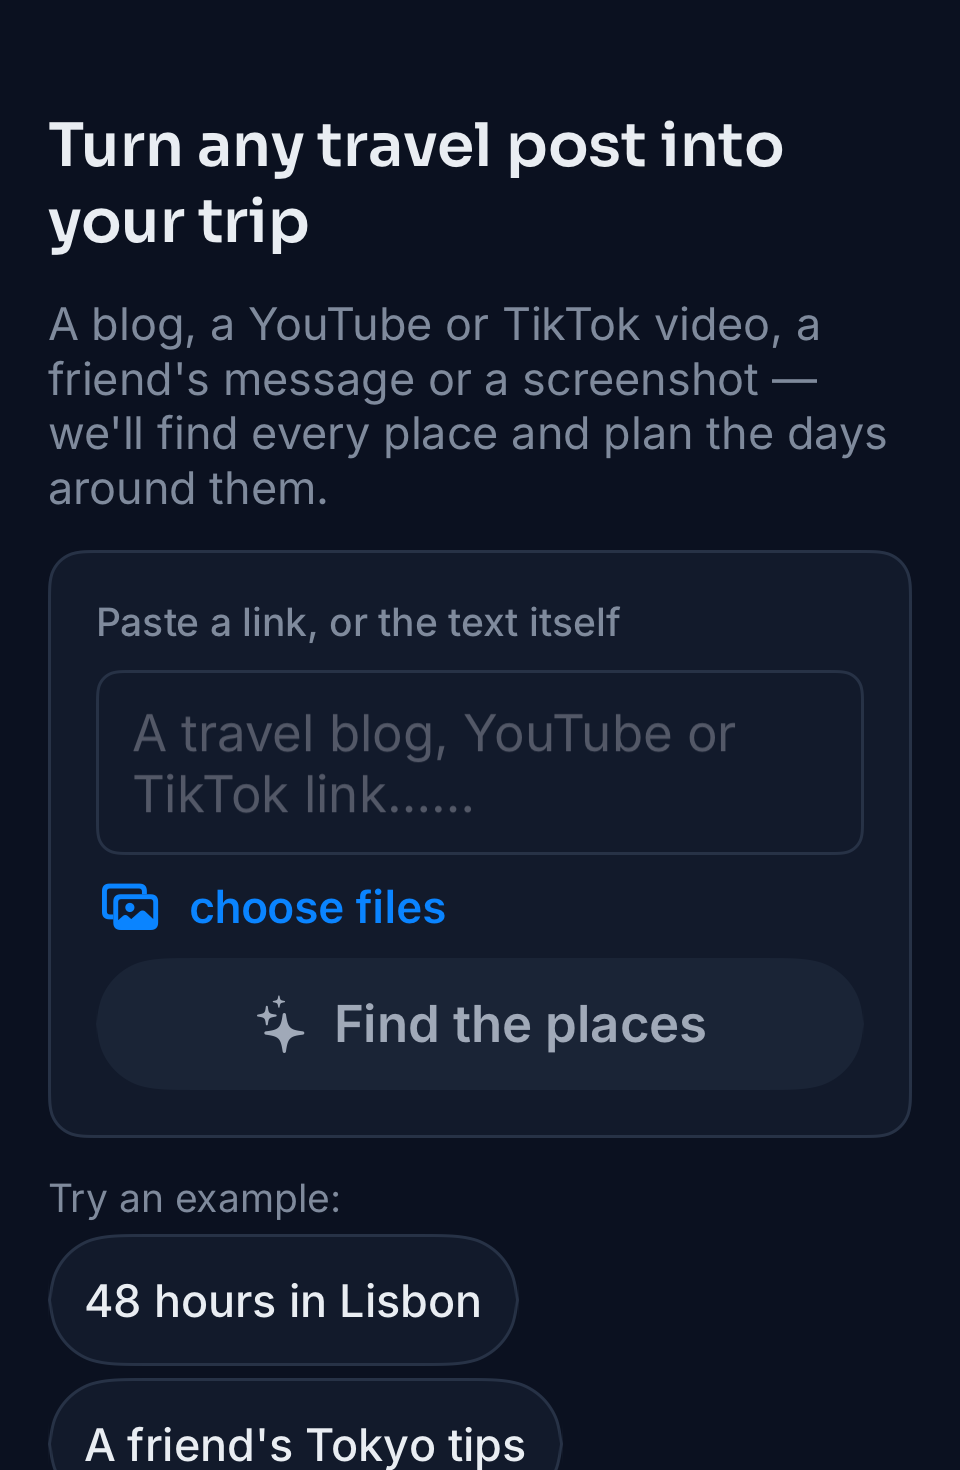 Turn any travel post into
your trip
A blog, a YouTube or TikTok video, a
friend's message or a screenshot —
we'll find every place and plan the days
around them.
Paste a link, or the text itself
A travel blog, YouTube or
TikTok link......
choose files
Find the places
Try an example:
48 hours in Lisbon
A friend's Tokyo tips